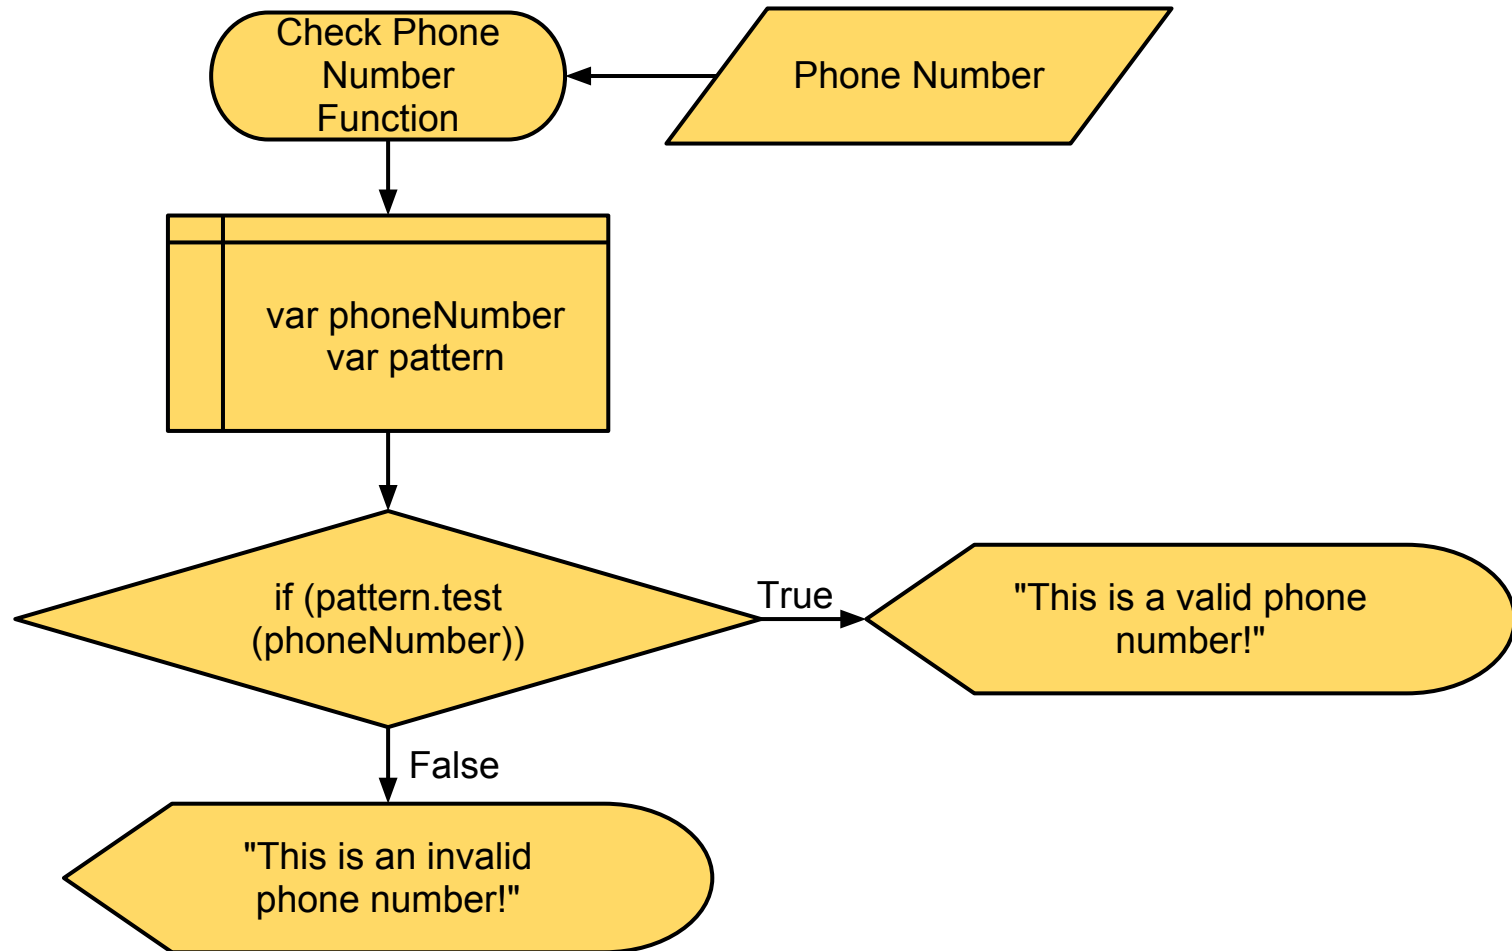 Check Phone
Number
Function
Phone Number
var phoneNumber
var pattern
if (pattern.test
(phoneNumber))
True
"This is a valid phone
number!"
False
"This is an invalid
phone number!"